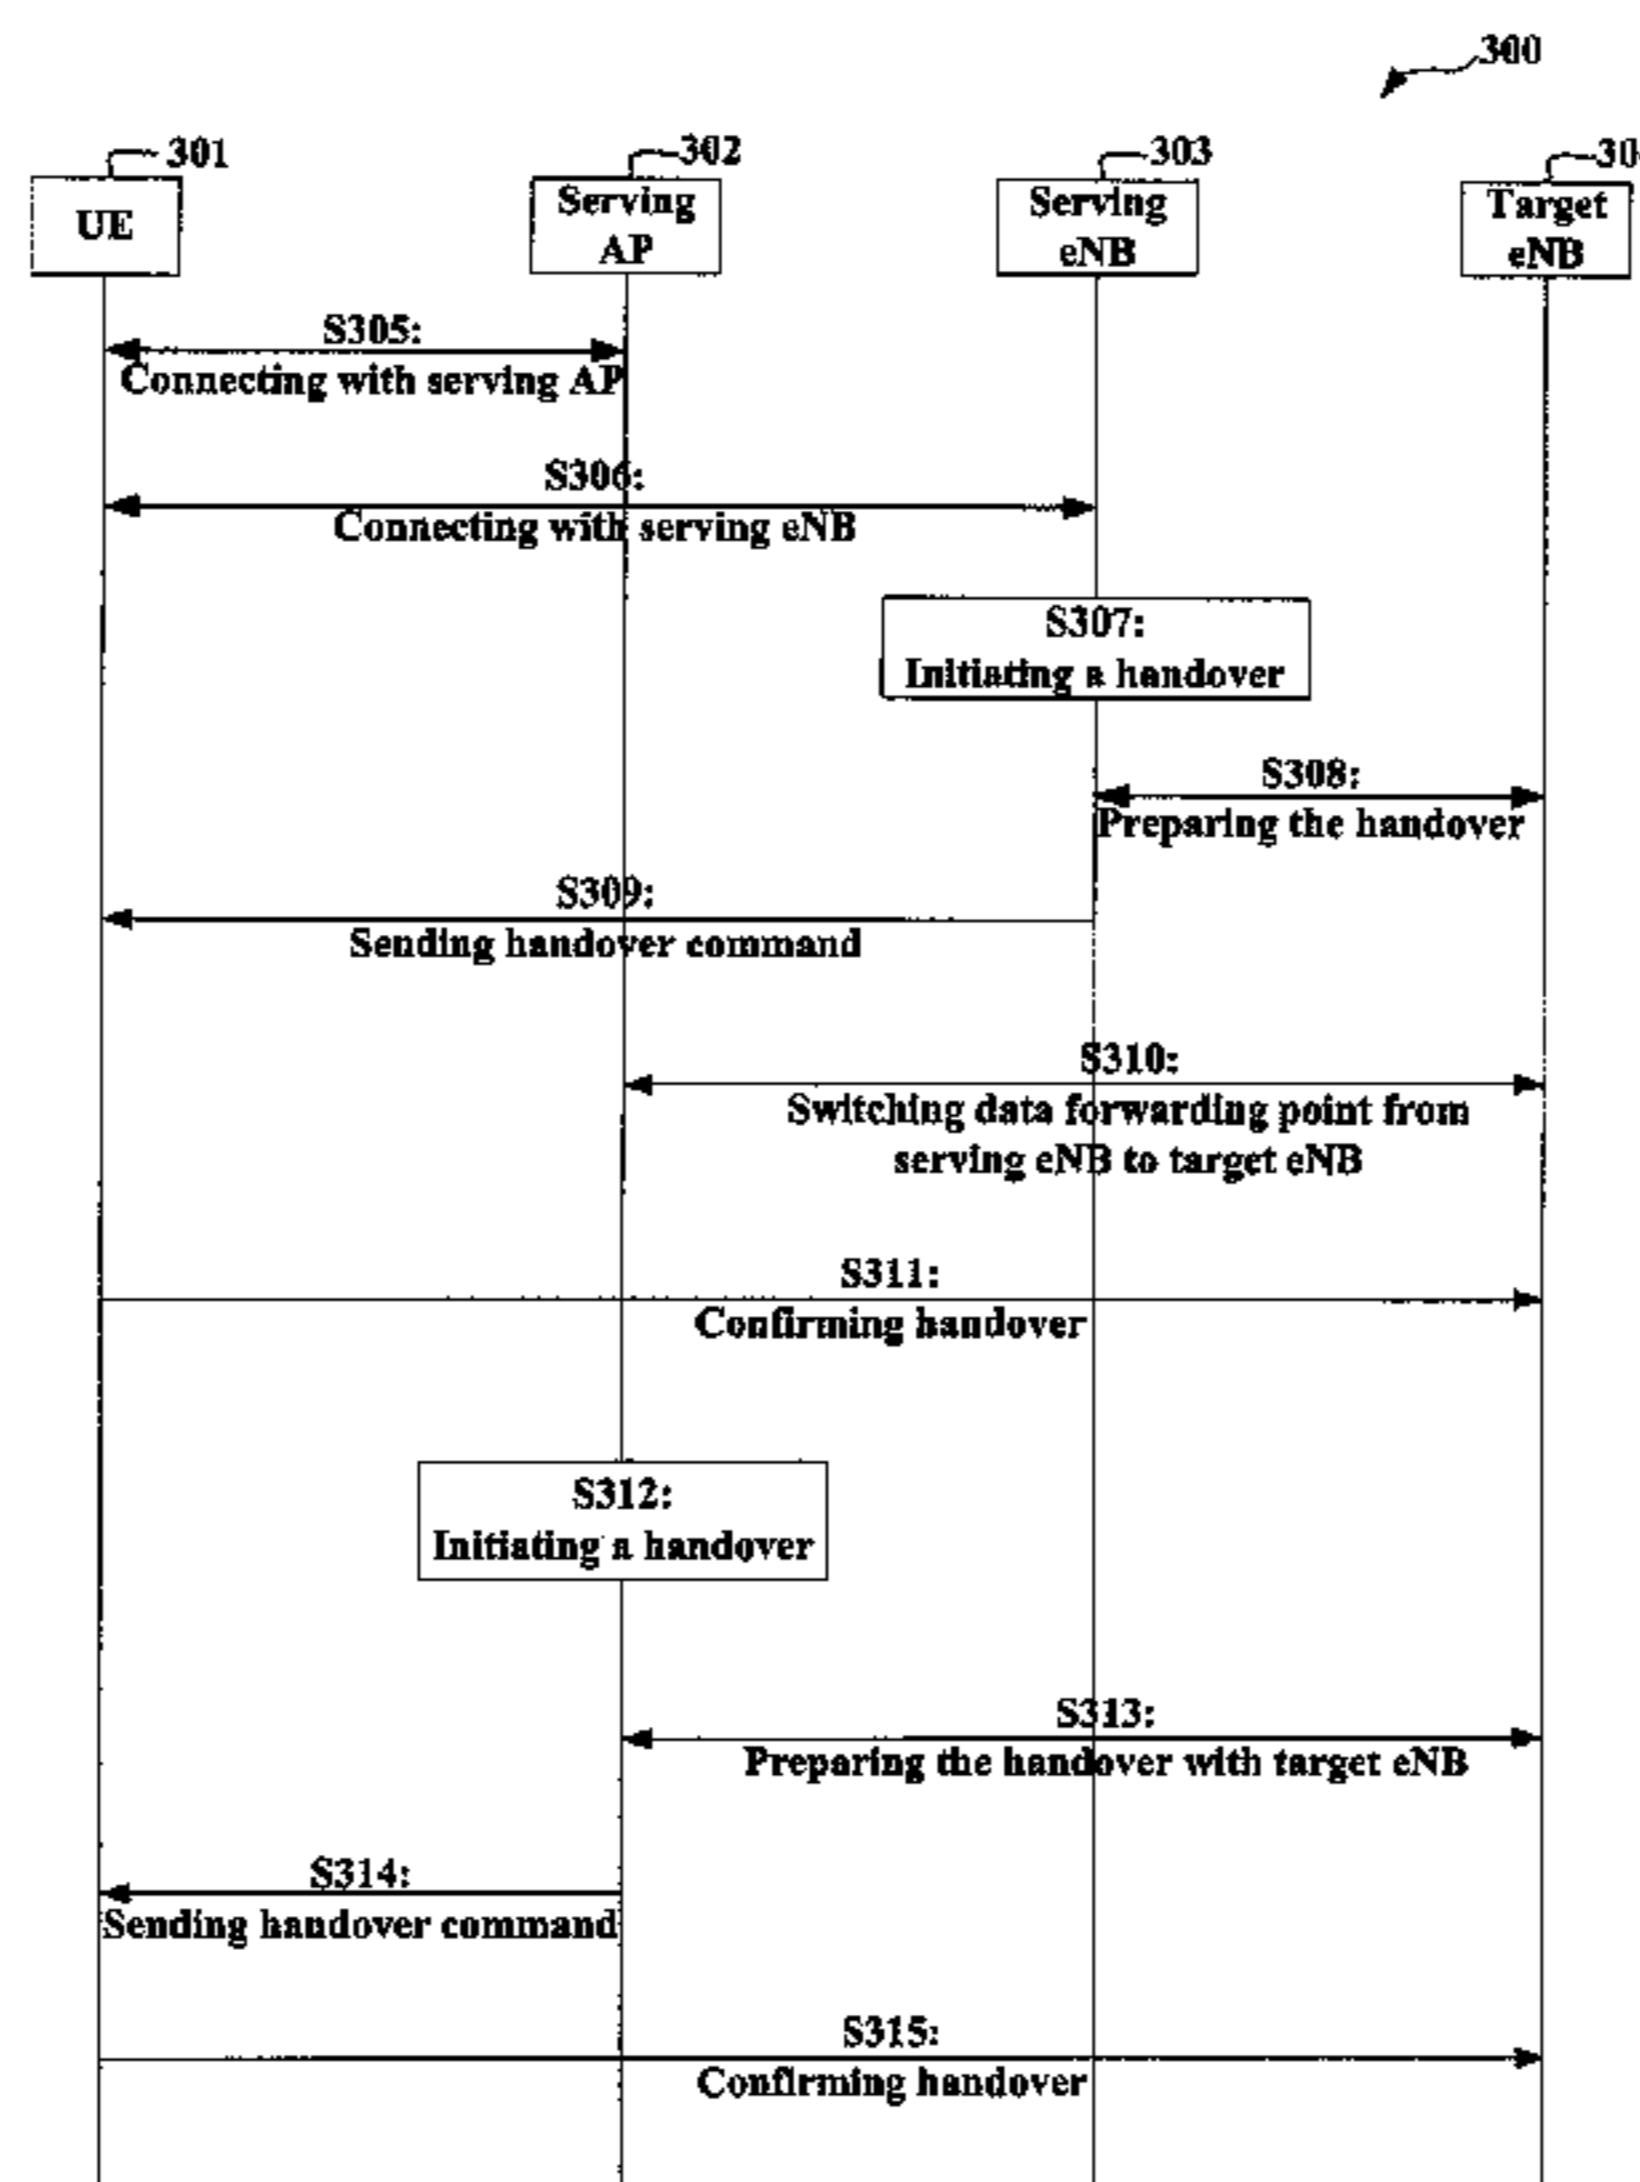 300
301
302
303
30
UE
Serving
AP
Serving
eNB
Target
eNB
S305:
Connecting with serving AP
S306:
Connecting with serving eNB
S307:
Initiating a handover
S308:
Preparing the handover
S309:
Sending handover command
S310:
Switching data forwarding point from
serving eNB to target eNB
S311:
Confirming handover
S312:
Initiating a handover
S313:
Preparing the handover with target eNB
S314:
Sending handover command
S315:
Confirming handover